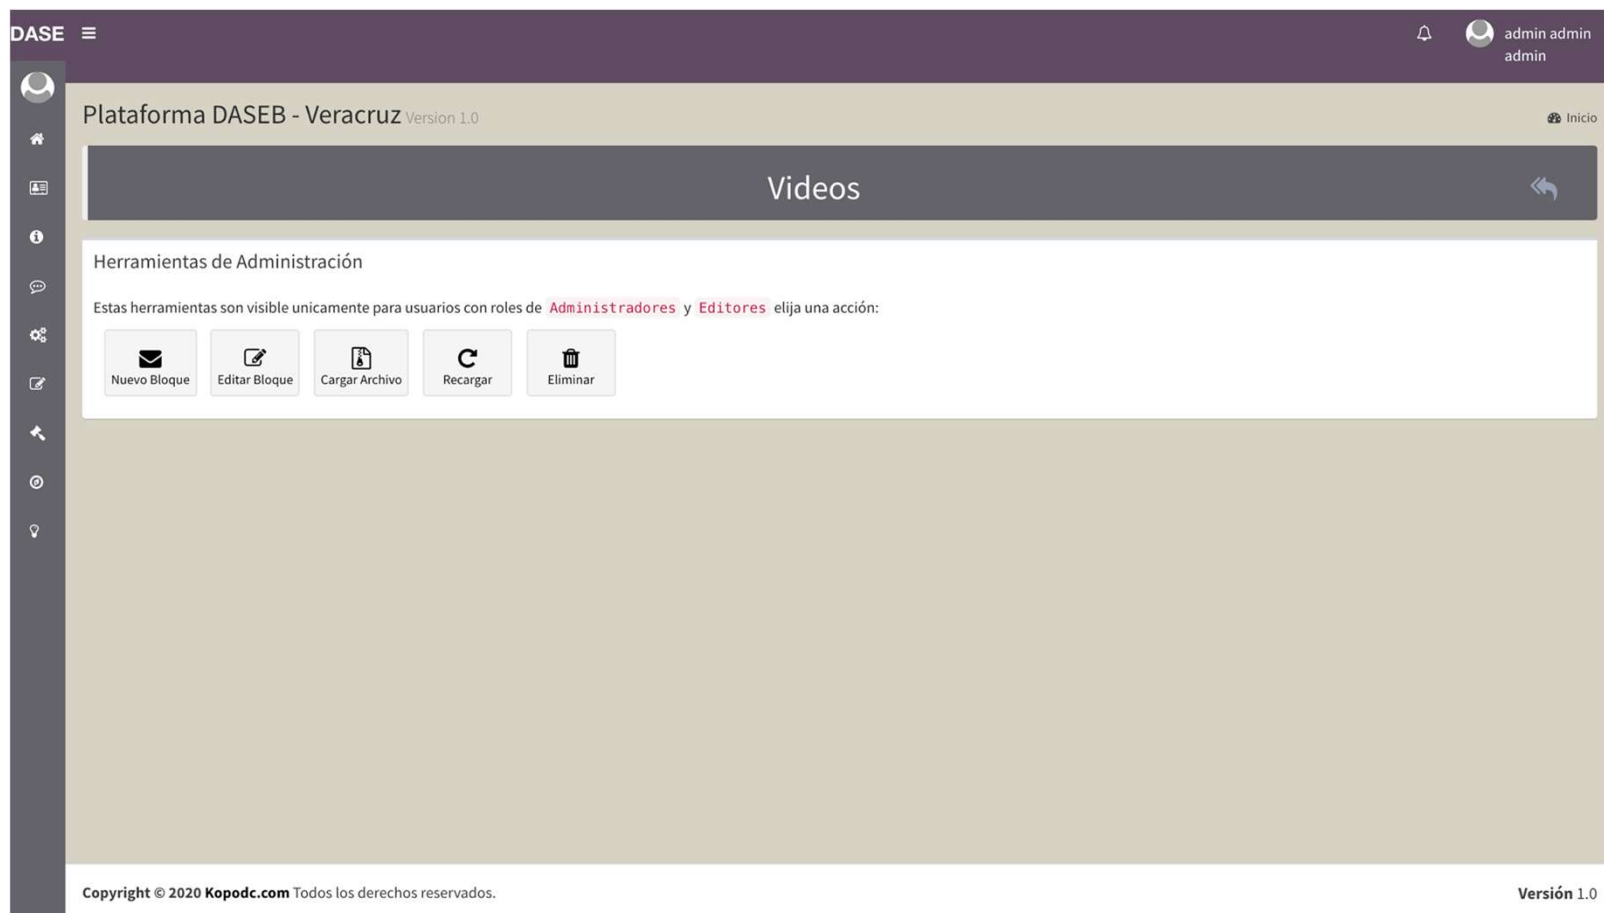 DASE
admin admin
admin
Plataforma DASEB - Veracruz Version 1.0
Inicio
Videos
Herramientas de Administración
Estas herramientas son visible unicamente para usuarios con roles de Administradores y Editores elija una acción:
Nuevo Bloque
Editar Bloque
Cargar Archivo
Recargar
Eliminar
Copyright © 2020 Kopodc.com Todos los derechos reservados.
Versión 1.0